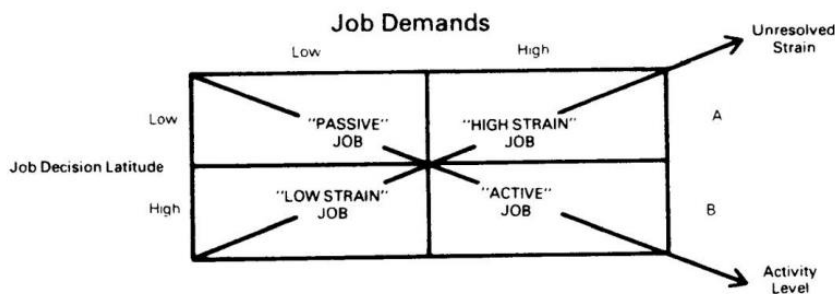 Job Demands
Unresolved
Strain
Low
High
Low
"PASSIVE"
JOB
"HIGH STRAIN"
JOB
A
Job Decision Latitude
High
"LOW STRAIN"
JOB
"ACTIVE"
JOB
B
Activity
Level